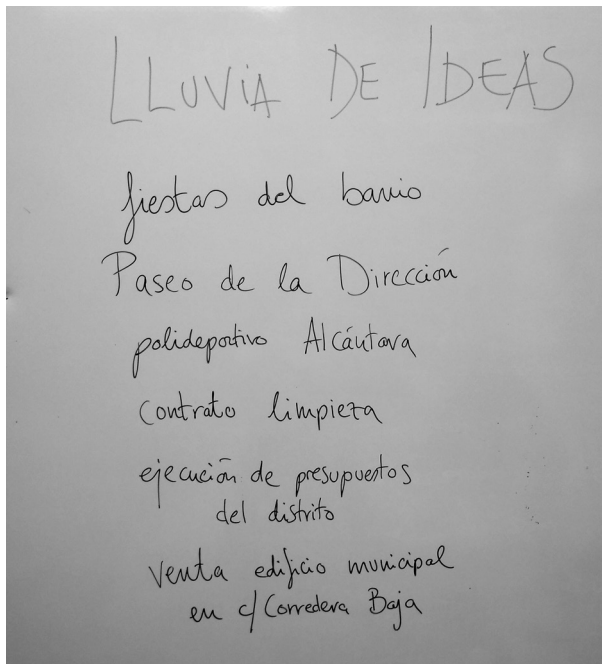 LLUViA DE IDEAS
fiestas del barrio
Paseo de la Dirección
polideportivo Alcántara
contrato limpieza
ejecución de presupuestos
del distrito
venta edificio municipal
en c/ Corredera Baja